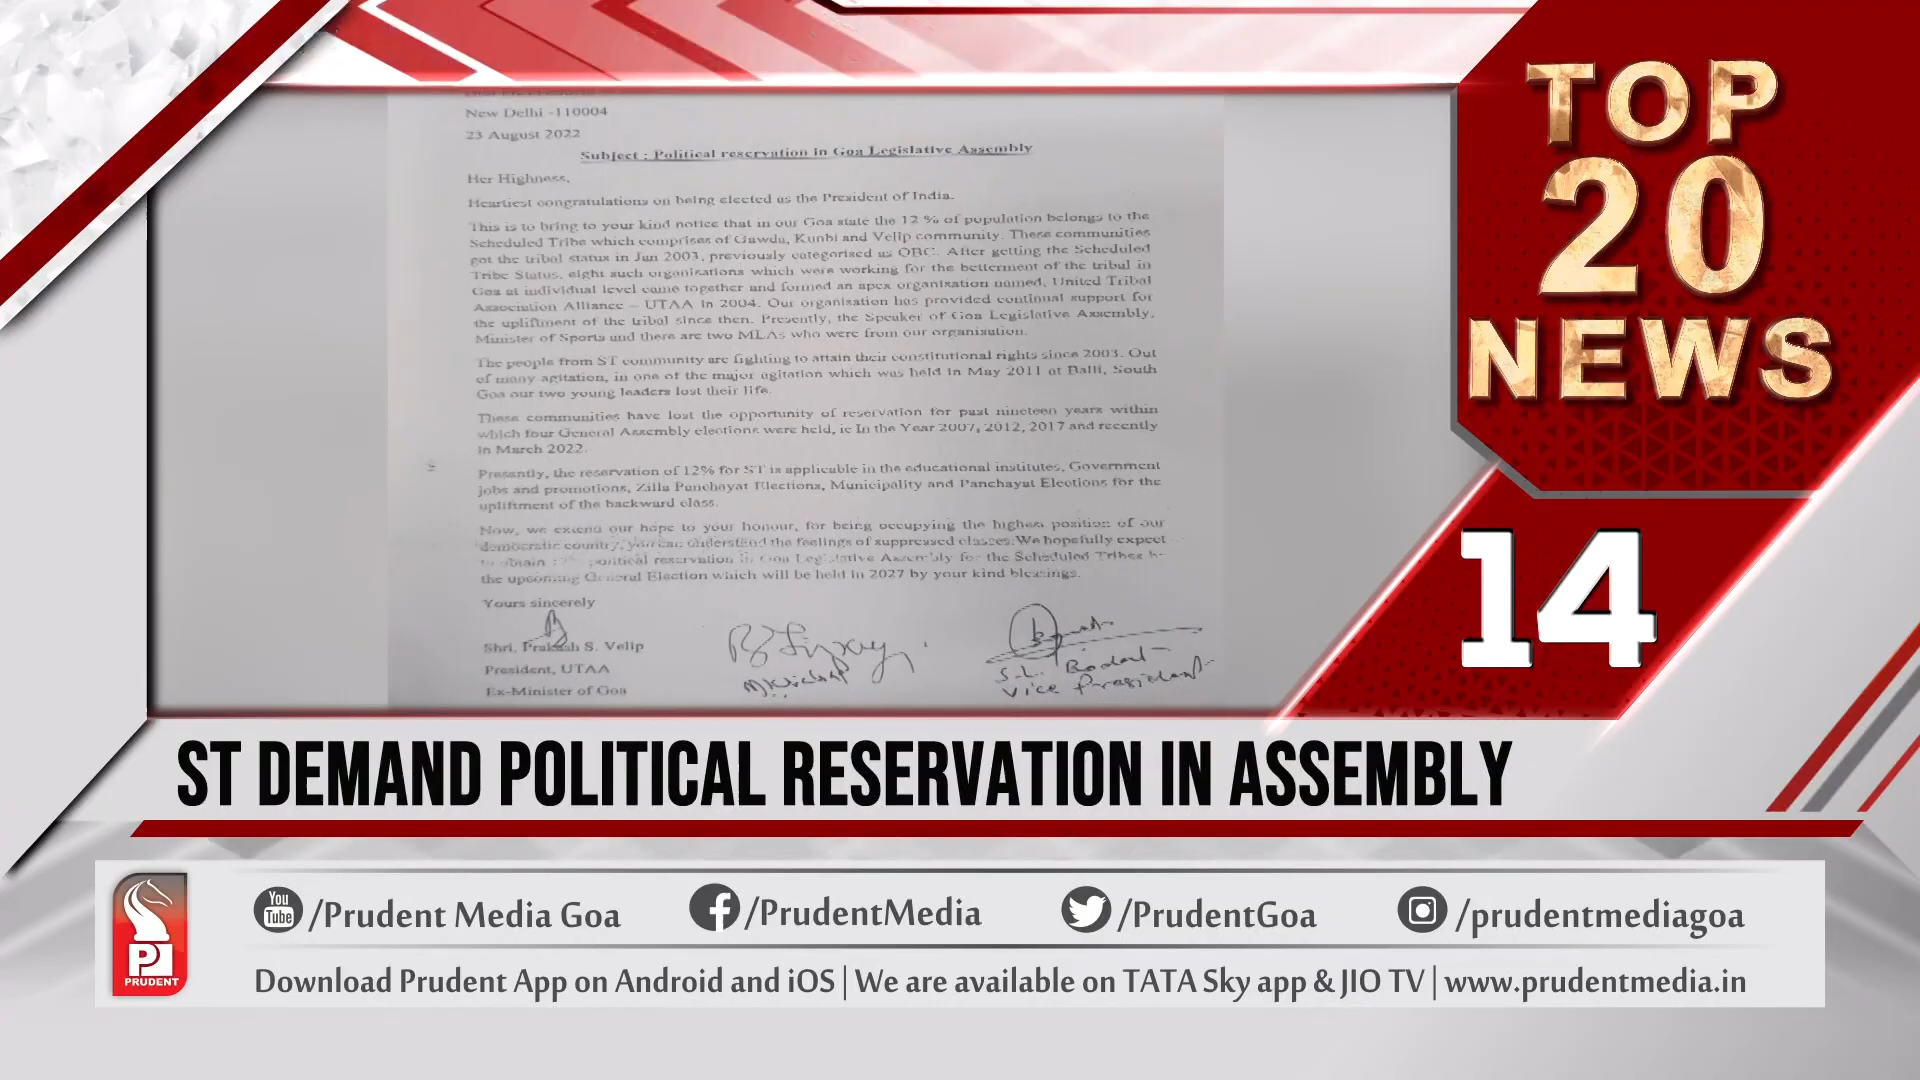 New Delhi -110004
23 August 2022
Subject : Political reservation in Goa Legislative Assembly
Her Highness,
Heartiest congratulations on being elected as the President of India.
This is to bring to your kind notice that in our Goa state the 12 % of population belongs to the
Scheduled Tribe which comprises of Gawda, Kunbi and Velip community. These communities
got the tribal status in Jan 2003, previously categorised as OBC. After getting the Scheduled
Tribe Status, eight such organisations which were working for the betterment of the tribal in
Goa at individual level came together and formed an apex organisation named, United Tribal
Association Alliance – UTAA in 2004. Our organisation has provided continual support for
the upliftment of the tribal since then. Presently, the Speaker of Goa Legislative Assembly,
Minister of Sports and there are two MLAs who were from our organisation.
The people from ST community are fighting to attain their constitutional rights since 2003. Out
of many agitation, in one of the major agitation which was held in May 2011 at Balli, South
Goa our two young leaders lost their life.
These communities have lost the opportunity of reservation for past nineteen years within
which four General Assembly elections were held, ie In the Year 2007, 2012, 2017 and recently
in March 2022.
Presently, the reservation of 12% for ST is applicable in the educational institutes, Government
jobs and promotions, Zilla Panchayat Elections, Municipality and Panchayat Elections for the
upliftment of the backward class.
Now, we extend our hope to your honour, for being occupying the highest position of our
democratic country, you can understand the feelings of suppressed classes. We hopefully expect
to obtain political reservation in Goa Legislative Assembly for the Scheduled Tribes
the upcoming General Election which will be held in 2027 by your kind blessings.
Yours sincerely
Shri. Prakash S. Velip
President, UTAA
Ex-Minister of Goa
S.L.
Vice President
TOP
20
NEWS
14
ST DEMAND POLITICAL RESERVATION IN ASSEMBLY
PRUDENT
You Tube /Prudent Media Goa /PrudentMedia /PrudentGoa /prudentmediagoa
Download Prudent App on Android and iOS | We are available on TATA Sky app & JIO TV | www.prudentmedia.in